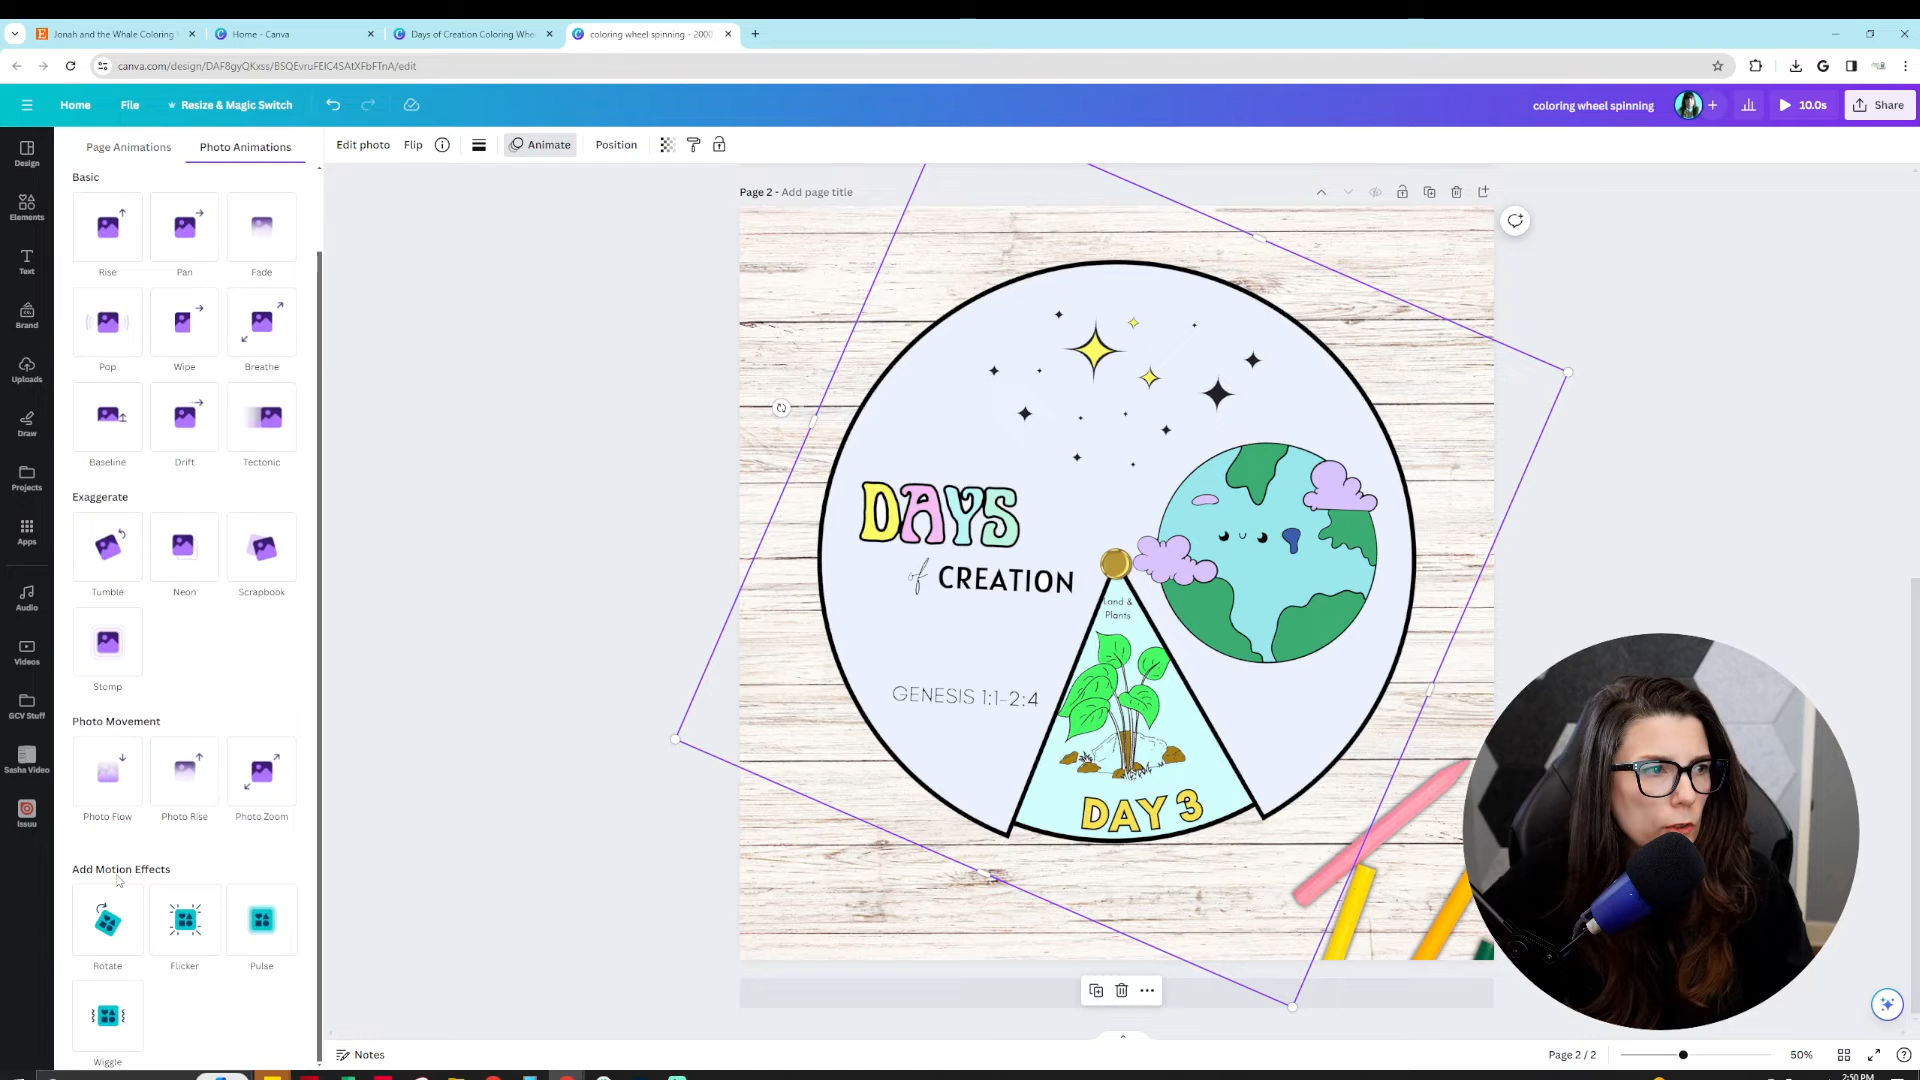 Jonah and the Whale Coloring
Home - Canva
Days of Creation Coloring Whe
coloring wheel spinning - 2000
canva.com/design/DAF8gyQKxss/BSQEvruFElC4SAtXFbFTnA/edit
Home
File
Resize & Magic Switch
coloring wheel spinning
10.0s
Share
Page Animations
Photo Animations
Edit photo
Flip
Animate
Position
Design
Elements
Text
Brand
Uploads
Draw
Projects
Apps
Audio
Videos
GCV Stuff
Sasha Video
Issuu
Basic
Rise
Pan
Fade
Pop
Wipe
Breathe
Baseline
Drift
Tectonic
Exaggerate
Tumble
Neon
Scrapbook
Stomp
Photo Movement
Photo Flow
Photo Rise
Photo Zoom
Add Motion Effects
Rotate
Flicker
Pulse
Wiggle
Page 2 - Add page title
DAYS
of CREATION
GENESIS 1:1-2:4
Land &
Plants
DAY 3
Notes
Page 2 / 2
50%
2:50 PM